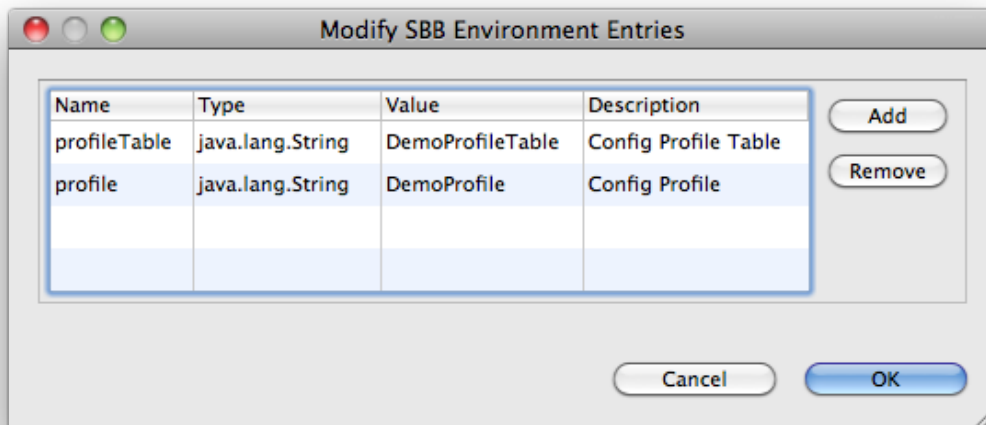 Modify SBB Environment Entries
Name Type Value Description
profileTable java.lang.String DemoProfileTable Config Profile Table
profile java.lang.String DemoProfile Config Profile
Add
Remove
Cancel OK